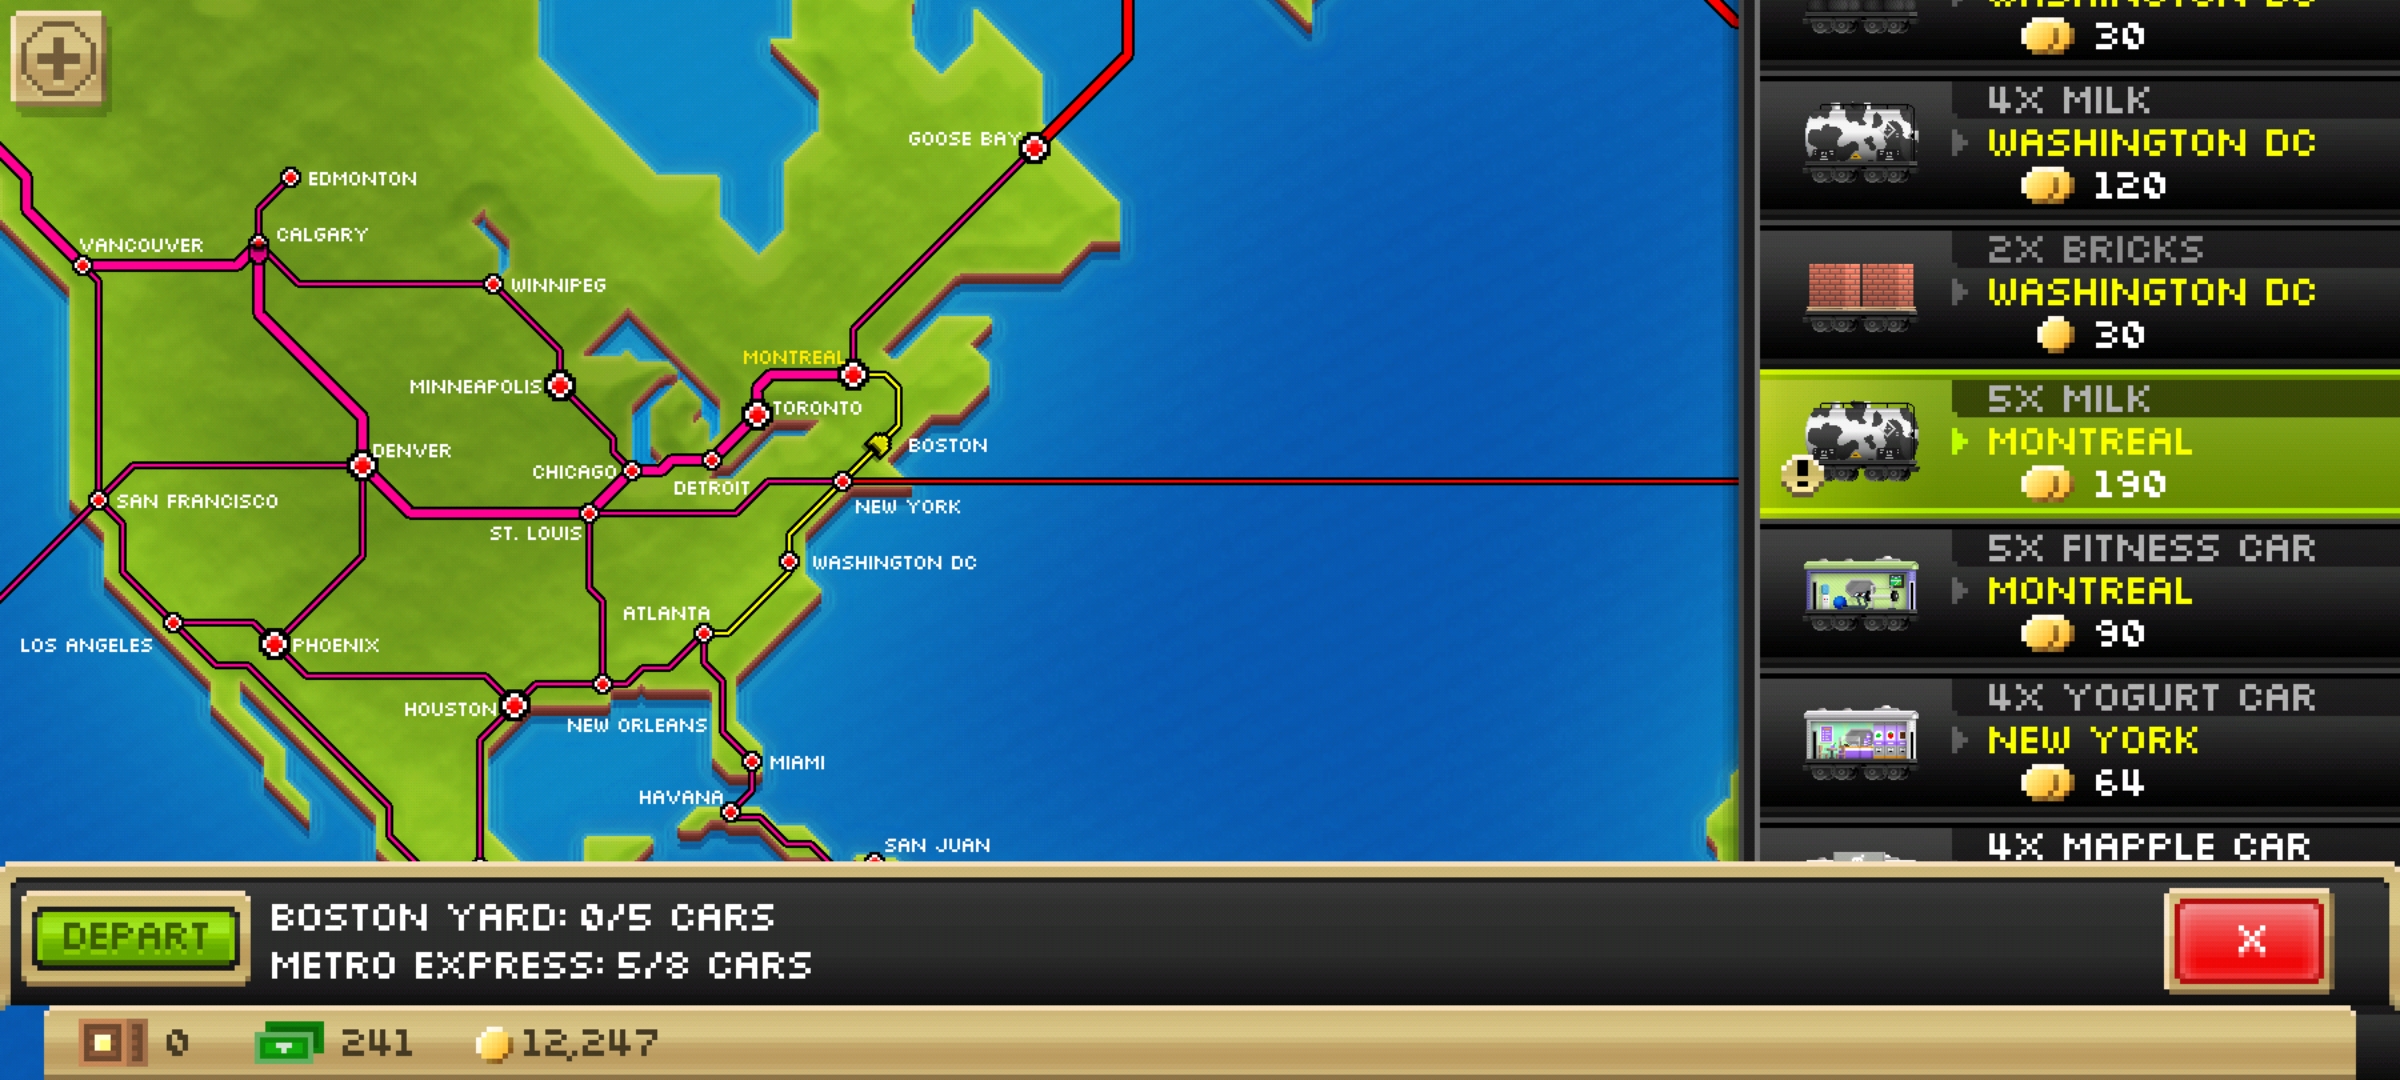 WASHINGTON DC
30
4X MILK
WASHINGTON DC
120
2X BRICKS
WASHINGTON DC
30
5X MILK
MONTREAL
190
5X FITNESS CAR
MONTREAL
90
4X YOGURT CAR
NEW YORK
64
4X MAPPLE CAR
GOOSE BAY
EDMONTON
CALGARY
VANCOUVER
WINNIPEG
MONTREAL
MINNEAPOLIS
TORONTO
BOSTON
DENVER
CHICAGO
DETROIT
SAN FRANCISCO
NEW YORK
ST. LOUIS
WASHINGTON DC
ATLANTA
LOS ANGELES
PHOENIX
HOUSTON
NEW ORLEANS
MIAMI
HAVANA
SAN JUAN
DEPART
BOSTON YARD: 0/5 CARS
METRO EXPRESS: 5/8 CARS
X
0
241
12,247